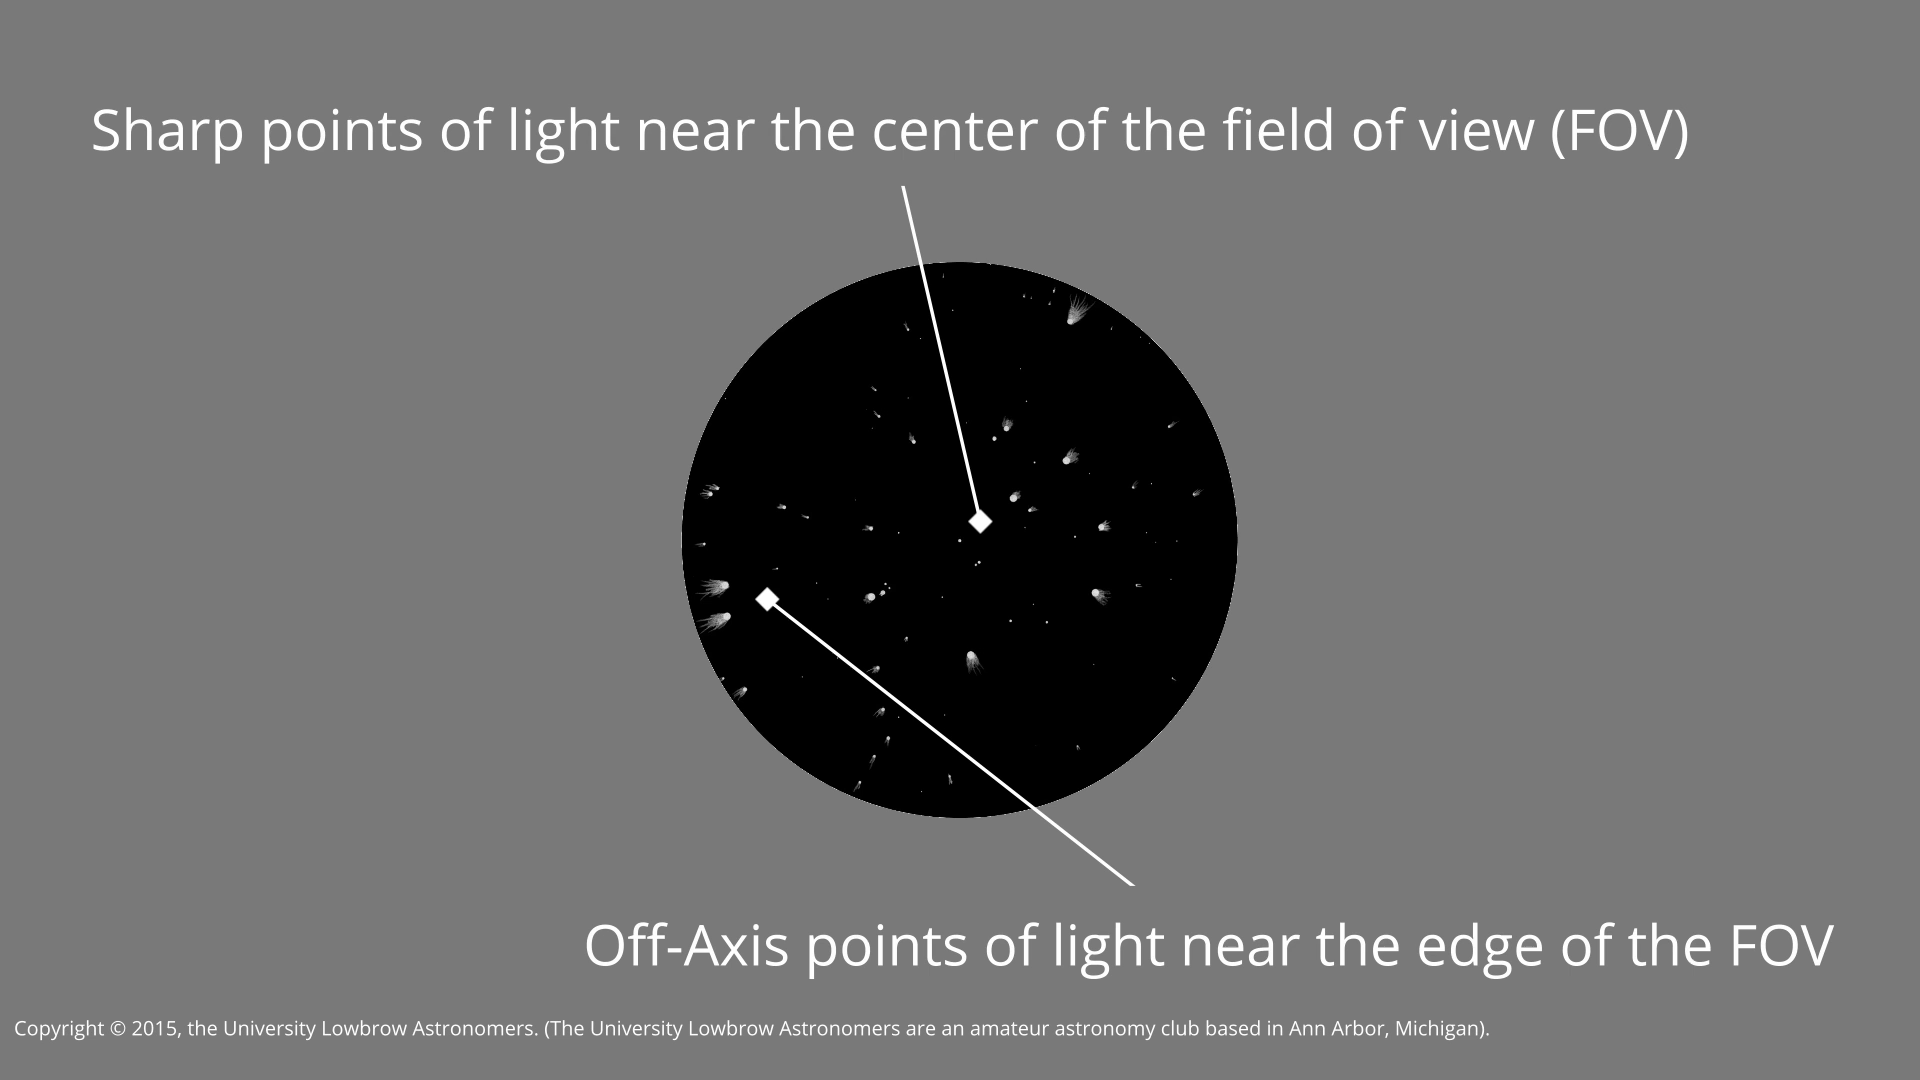 Sharp points of light near the center of the field of view (FOV)
Off-Axis points of light near the edge of the FOV
Copyright © 2015, the University Lowbrow Astronomers. (The University Lowbrow Astronomers are an amateur astronomy club based in Ann Arbor, Michigan).